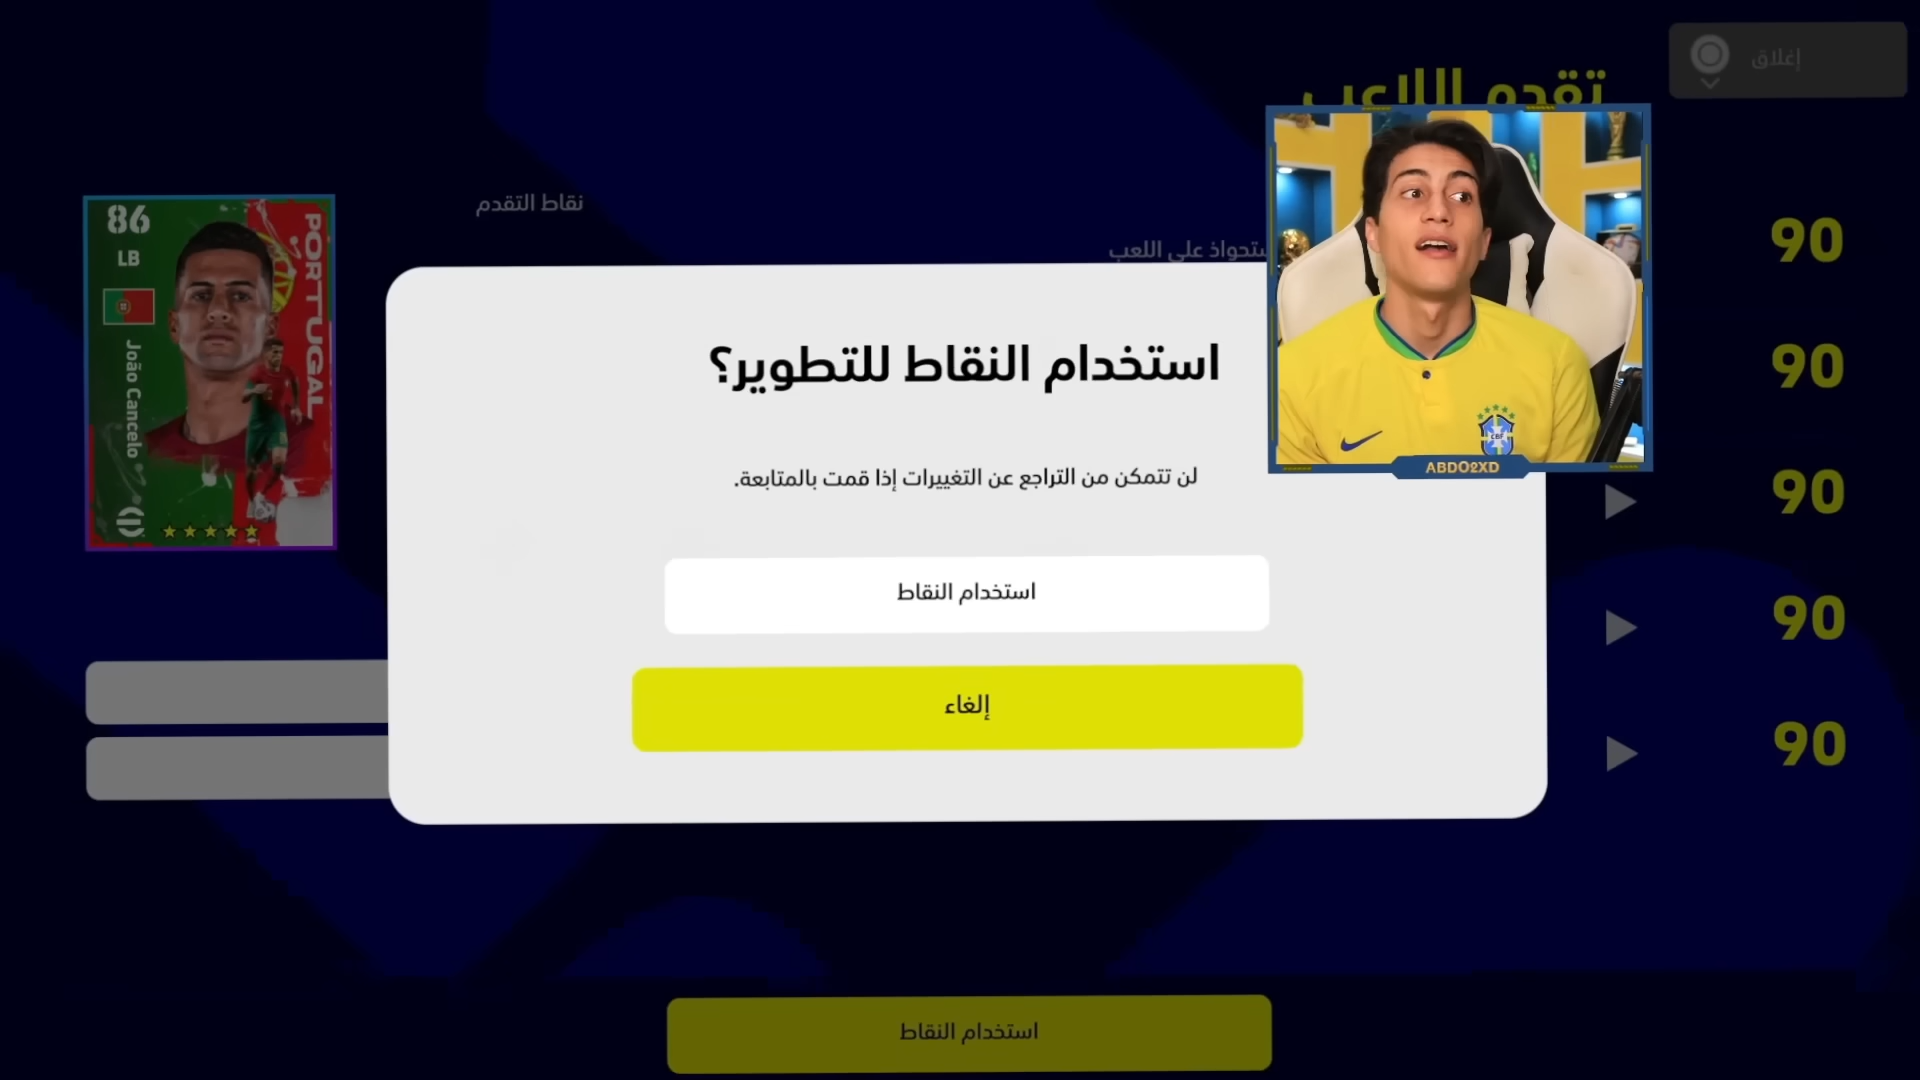 إغلاق
تقدم اللاعب
نقاط التقدم
86
LB
PORTUGAL
João Cancelo
على اللعب
90
90
90
90
90
استخدام النقاط للتطوير؟
لن تتمكن من التراجع عن التغييرات إذا قمت بالمتابعة.
استخدام النقاط
إلغاء
CBF
ABDO2XD
استخدام النقاط